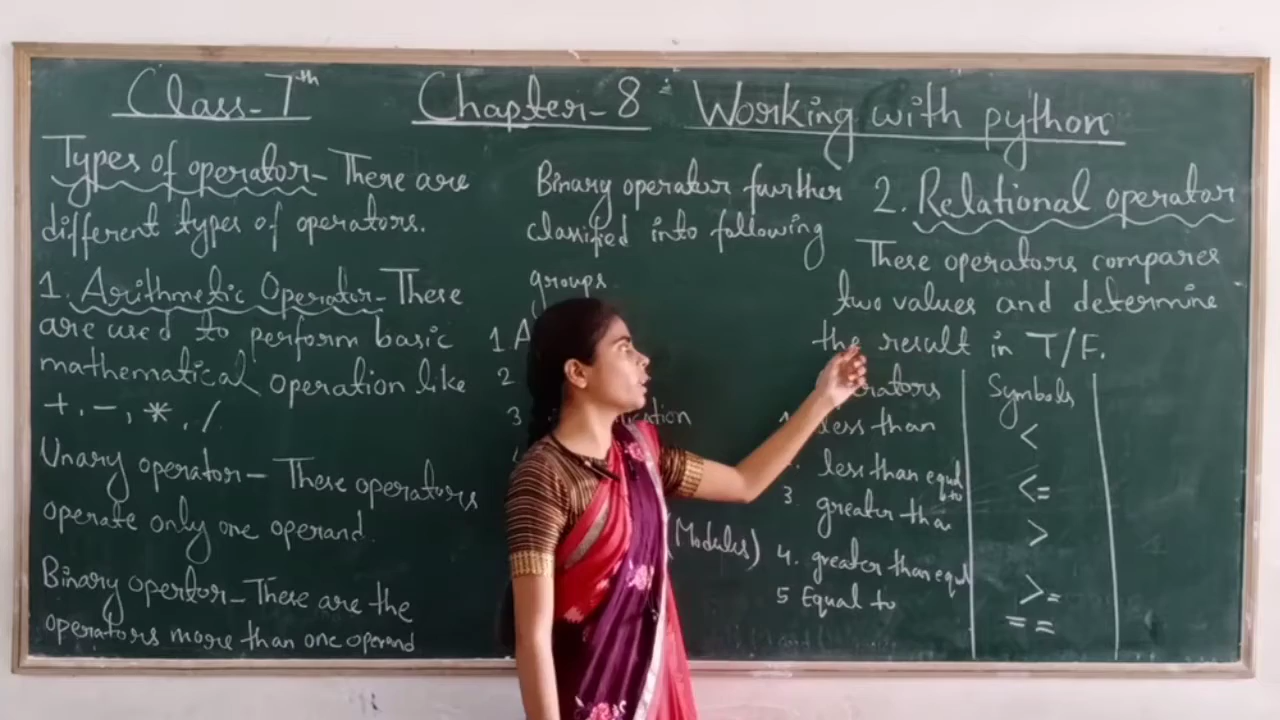 Class-7th Chapter-8: Working with python
Types of operator- There are
different types of operators.
1. Arithmetic Operator- These
are used to perform basic
mathematical operation like
+, -, *, /
Unary operator- These operators
operate only one operand.
Binary opertor- These are the
operators more than one operand
Binary operator further
classified into following
groups.
1 A
2
3
(Modules)
2. Relational operator
These operators compares
two values and determine
the result in T/F.
Symbols
less than <
less than equal to <=
3. greater tha >
4. greater than equl >=
5 Equal to ==